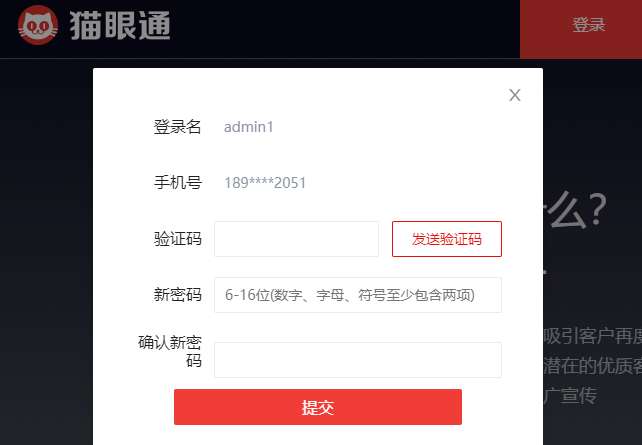 猫眼通
登录
X
登录名 admin1
手机号 189****2051
验证码 发送验证码
什么?
新密码 6-16位(数字、字母、符号至少包含两项)
吸引客户再度
确认新密
码
潜在的优质客
广宣传
提交